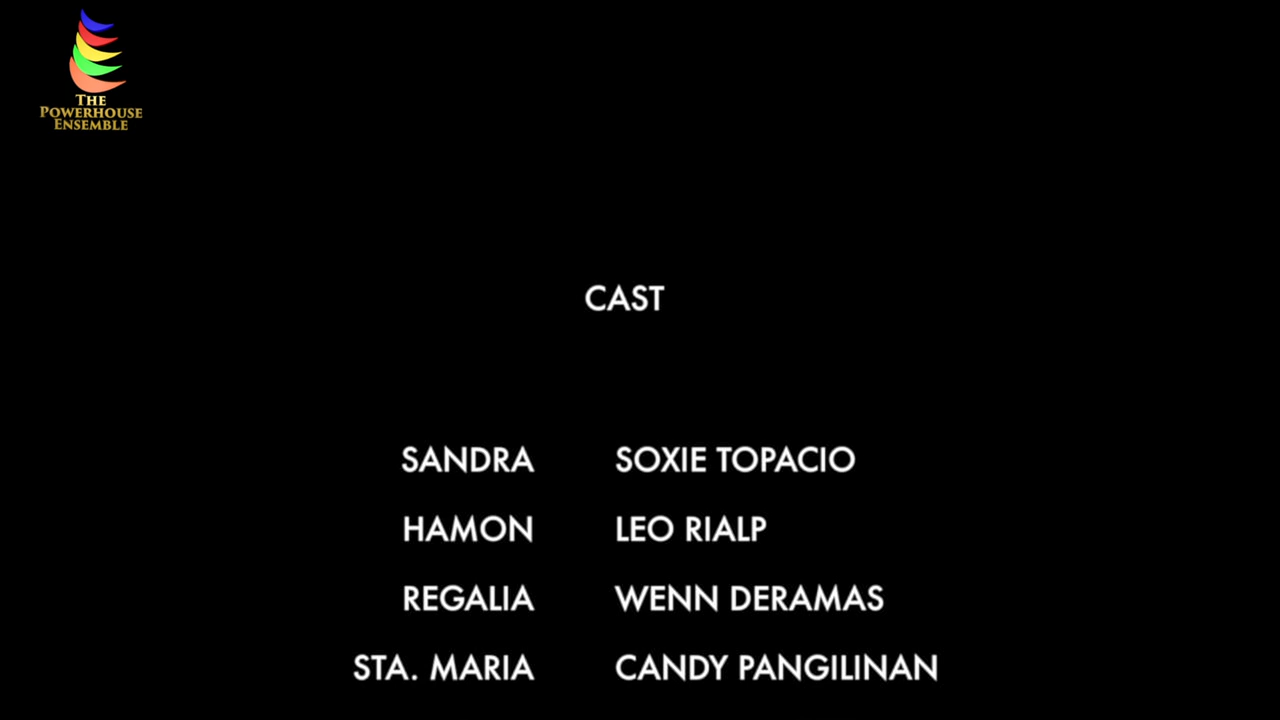 THE
POWERHOUSE
ENSEMBLE
CAST
SANDRA SOXIE TOPACIO
HAMON LEO RIALP
REGALIA WENN DERAMAS
STA. MARIA CANDY PANGILINAN